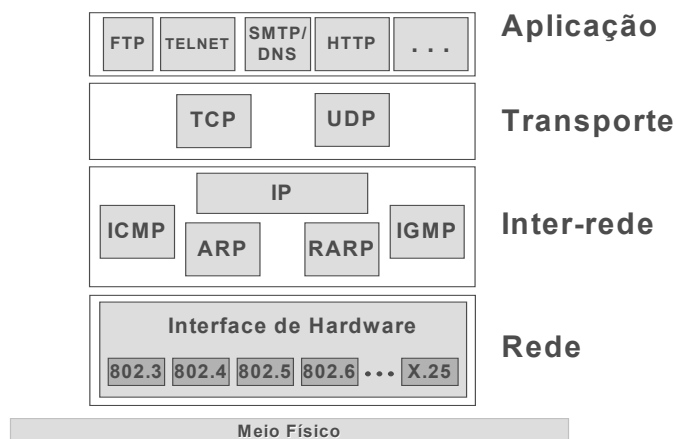 Aplicação
FTP TELNET SMTP/ DNS HTTP . . .
Transporte
TCP UDP
Inter-rede
IP
ICMP ARP RARP IGMP
Rede
Interface de Hardware
802.3 802.4 802.5 802.6 ••• X.25
Meio Físico